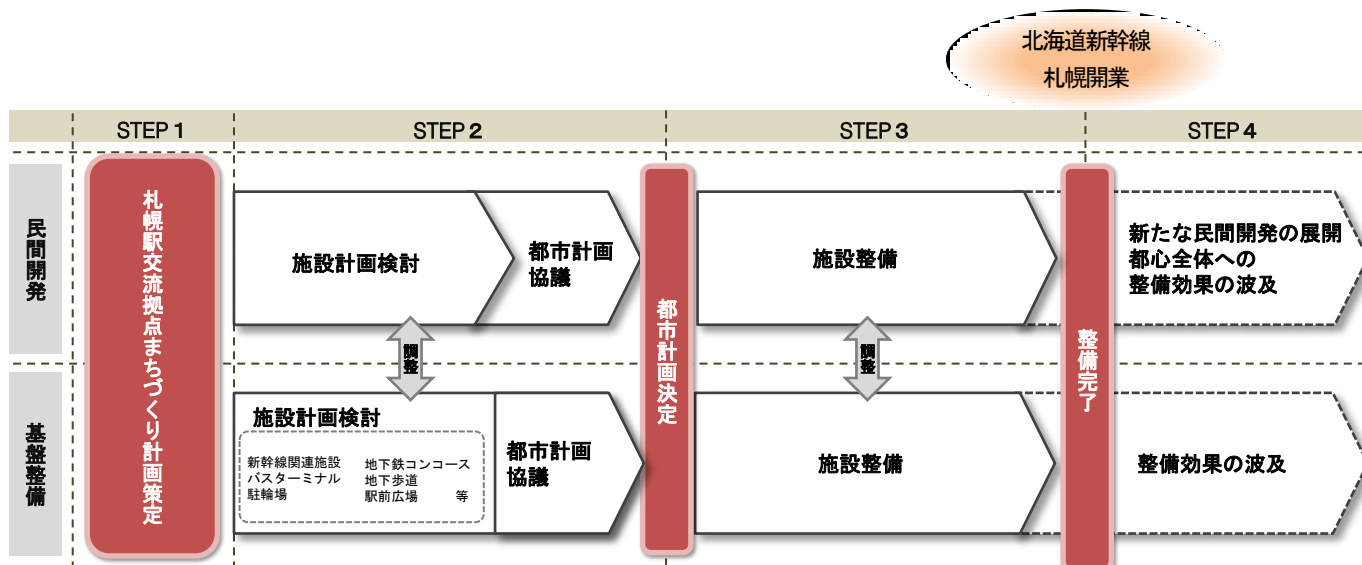 北海道新幹線
札幌開業
STEP 1
STEP 2
STEP 3
STEP 4
民間開発
札幌駅交流拠点まちづくり計画策定
施設計画検討
都市計画
協議
都市計画決定
施設整備
整備完了
新たな民間開発の展開
都心全体への
整備効果の波及
調整
調整
基盤整備
施設計画検討
新幹線関連施設
バスターミナル
駐輪場
地下鉄コンコース
地下歩道
駅前広場 等
都市計画
協議
施設整備
整備効果の波及